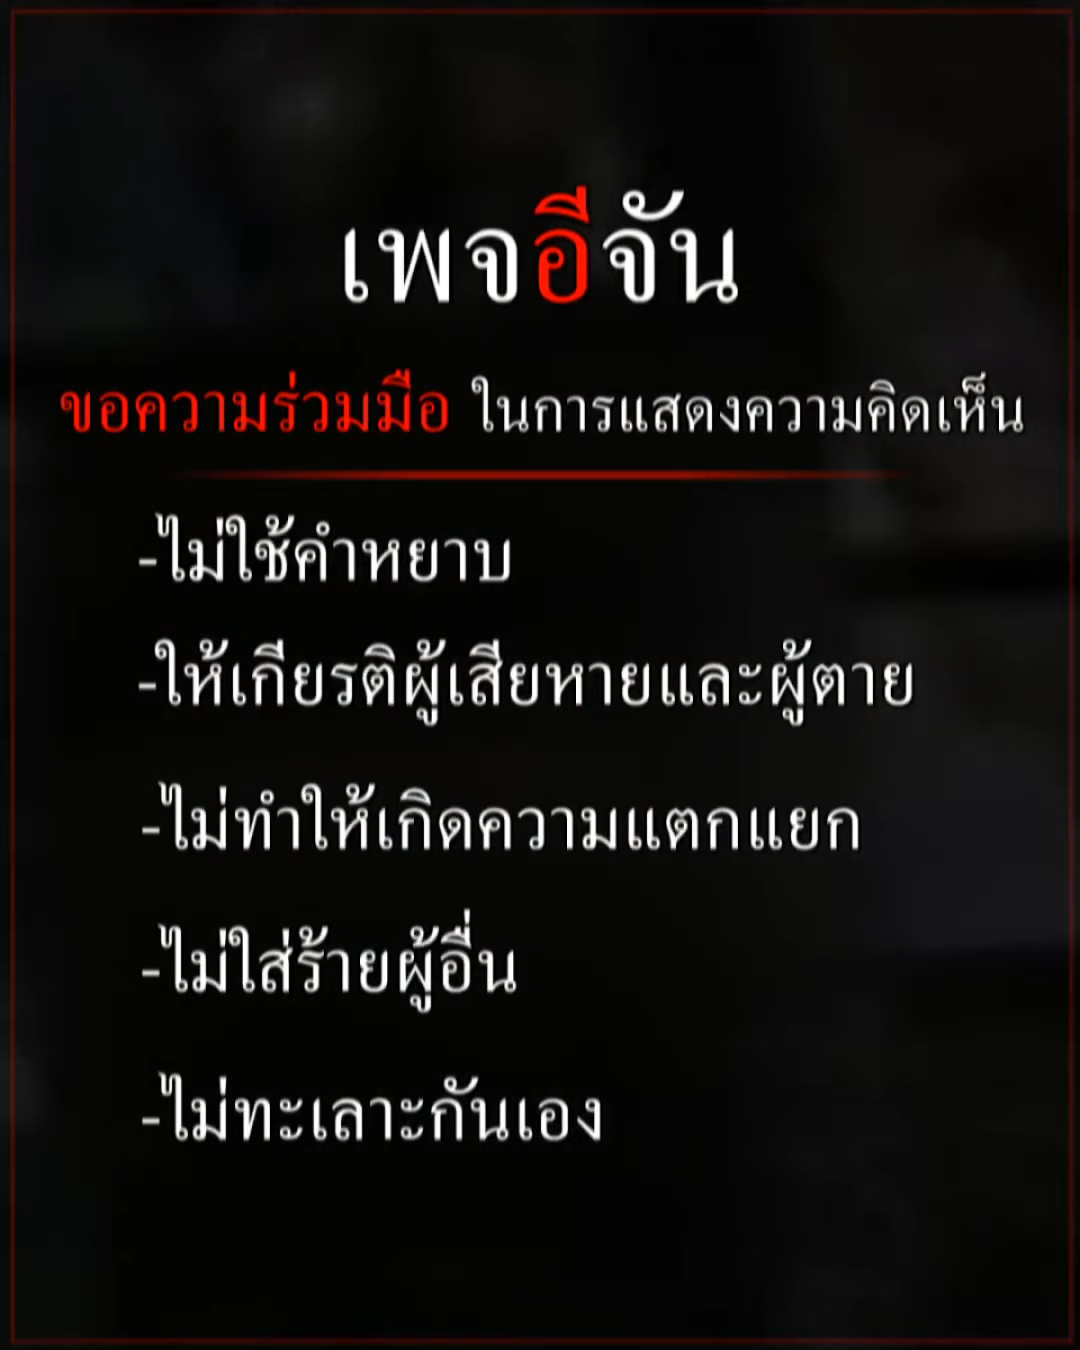 เพจอีจัน
ขอความร่วมมือ ในการแสดงความคิดเห็น
-ไม่ใช้คำหยาบ
-ให้เกียรติผู้เสียหายและผู้ตาย
-ไม่ทำให้เกิดความแตกแยก
-ไม่ใส่ร้ายผู้อื่น
-ไม่ทะเลาะกันเอง